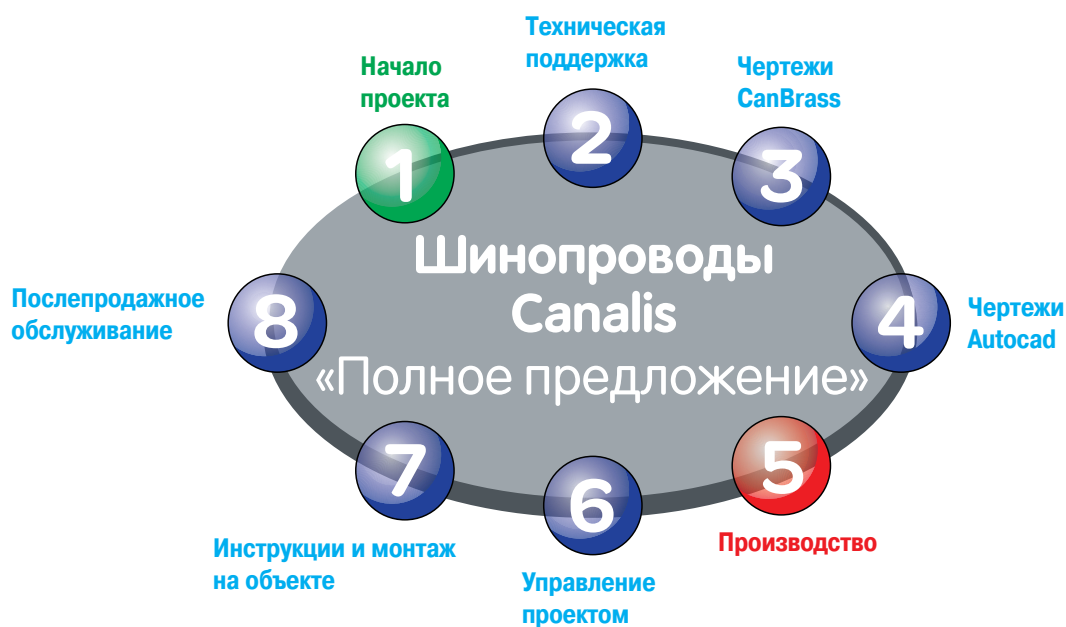 Техническая
поддержка
Начало
проекта
Чертежи
CanBrass
1
2
3
Шинопроводы
Canalis
«Полное предложение»
Послепродажное
обслуживание
8
4
Чертежи
Autocad
7
6
5
Производство
Инструкции и монтаж
на объекте
Управление
проектом